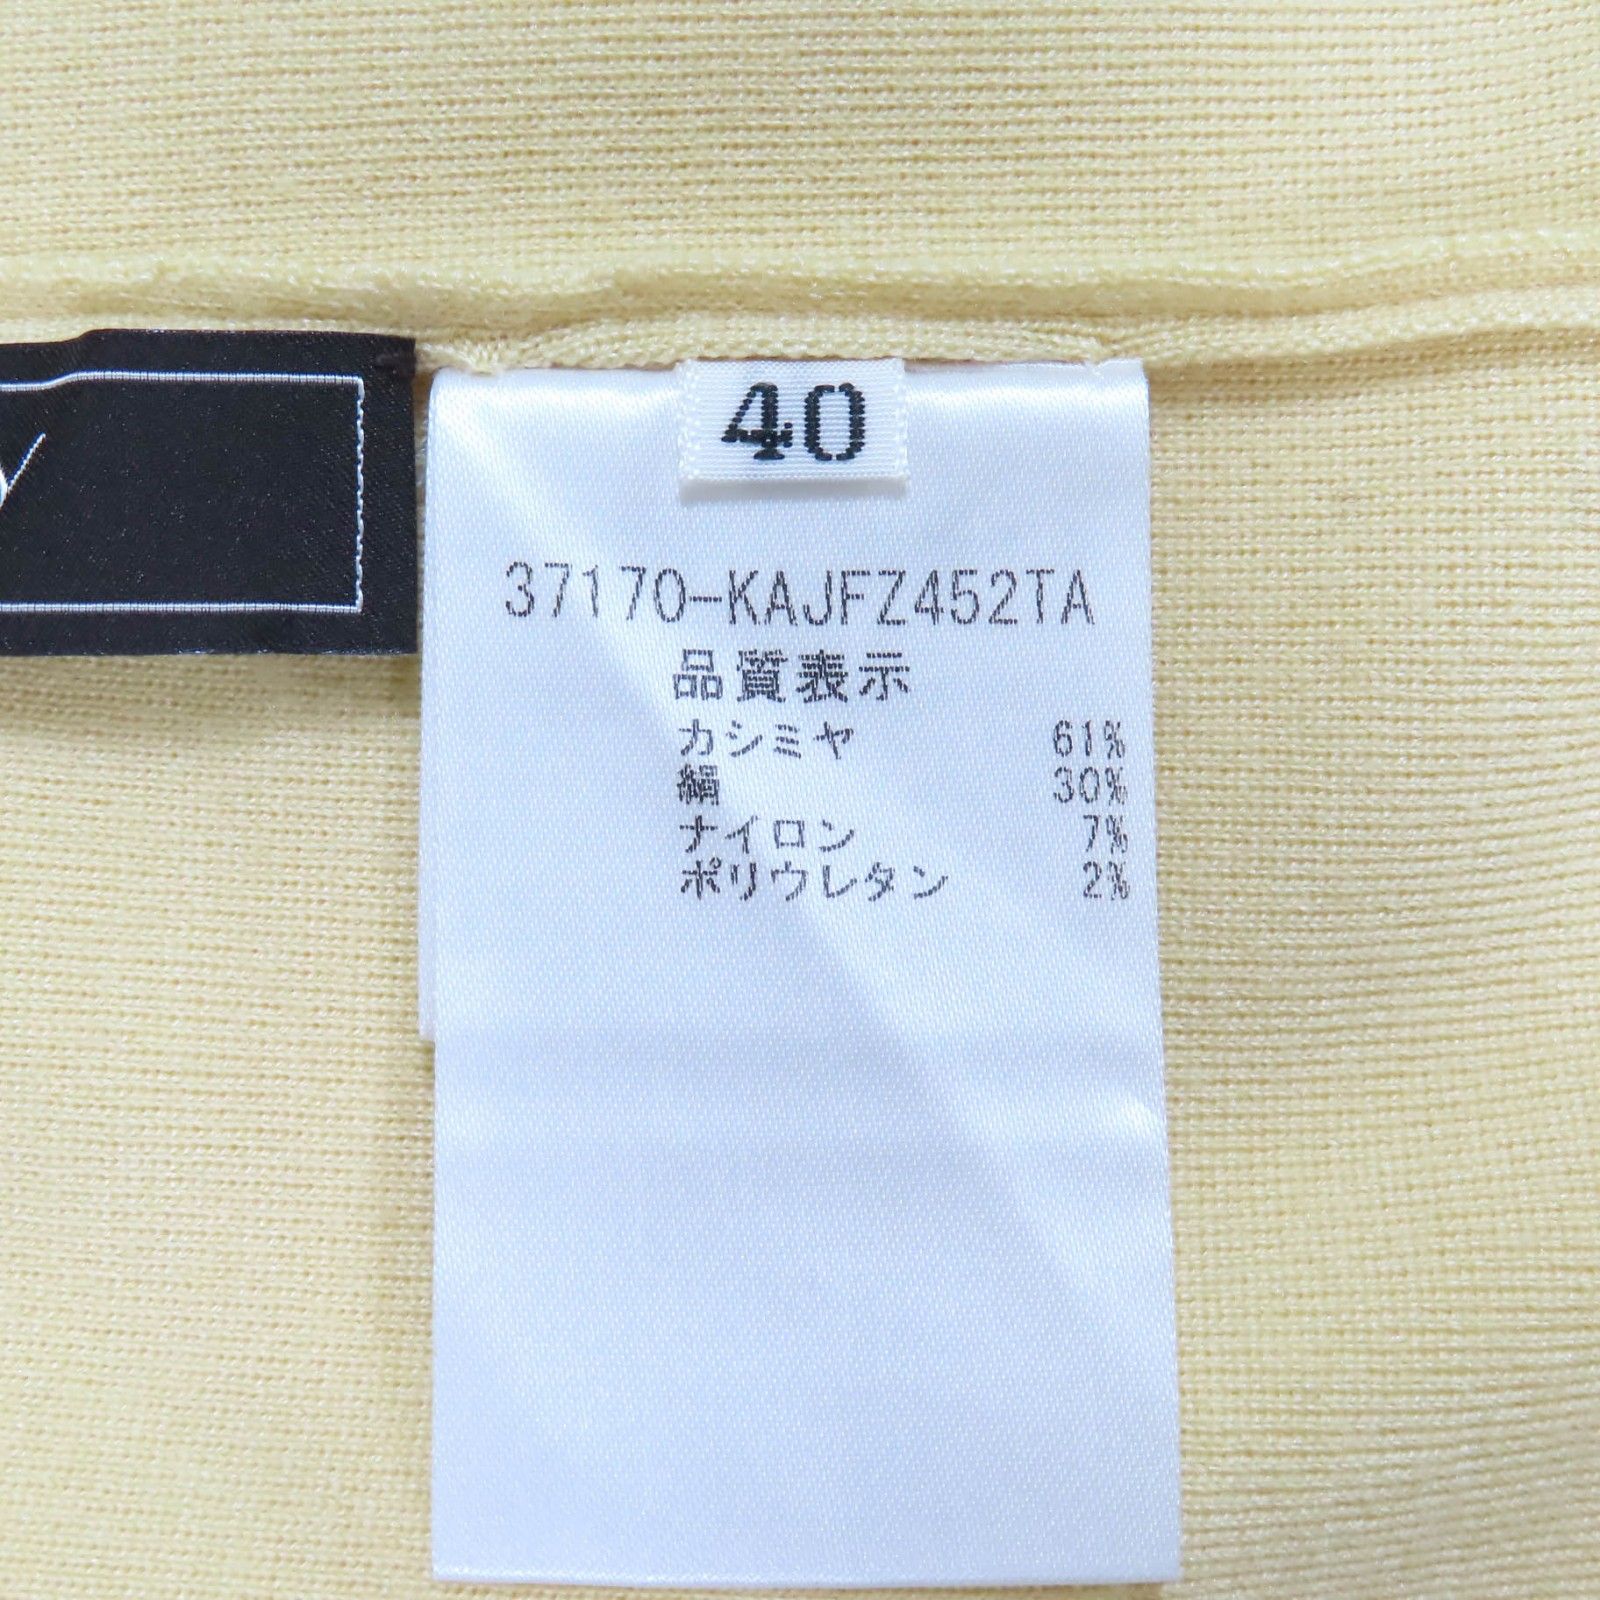 40
37170-KAJFZ452TA
品質表示
カシミヤ 61%
絹 30%
ナイロン 7%
ポリウレタン 2%